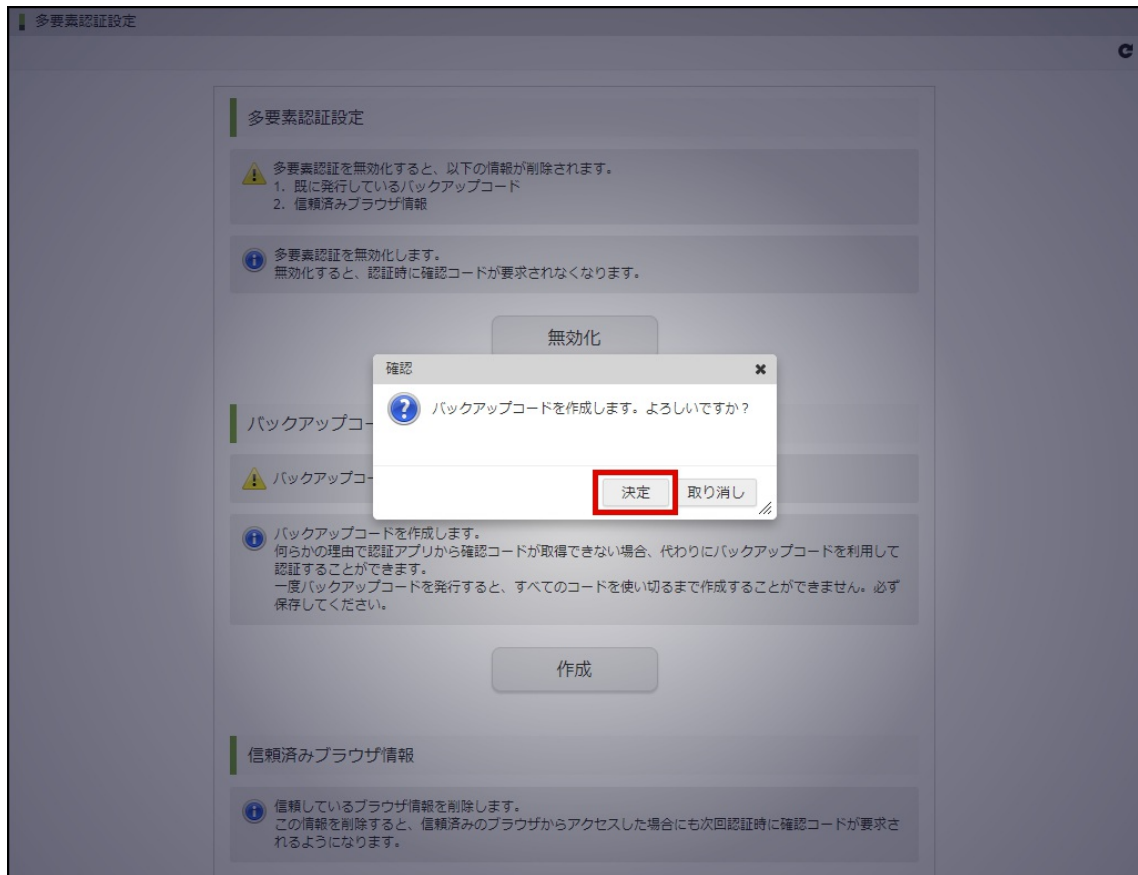 多要素認証設定
多要素認証設定
多要素認証を無効化すると、以下の情報が削除されます。
1. 既に発行しているバックアップコード
2. 信頼済みブラウザ情報
多要素認証を無効化します。
無効化すると、認証時に確認コードが要求されなくなります。
無効化
確認
バックアップコードを作成します。よろしいですか？
決定 取り消し
バックアップコー
バックアップコー
バックアップコードを作成します。
何らかの理由で認証アプリから確認コードが取得できない場合、代わりにバックアップコードを利用して
認証することができます。
一度バックアップコードを発行すると、すべてのコードを使い切るまで作成することができません。必ず
保存してください。
作成
信頼済みブラウザ情報
信頼しているブラウザ情報を削除します。
この情報を削除すると、信頼済みのブラウザからアクセスした場合にも次回認証時に確認コードが要求さ
れるようになります。